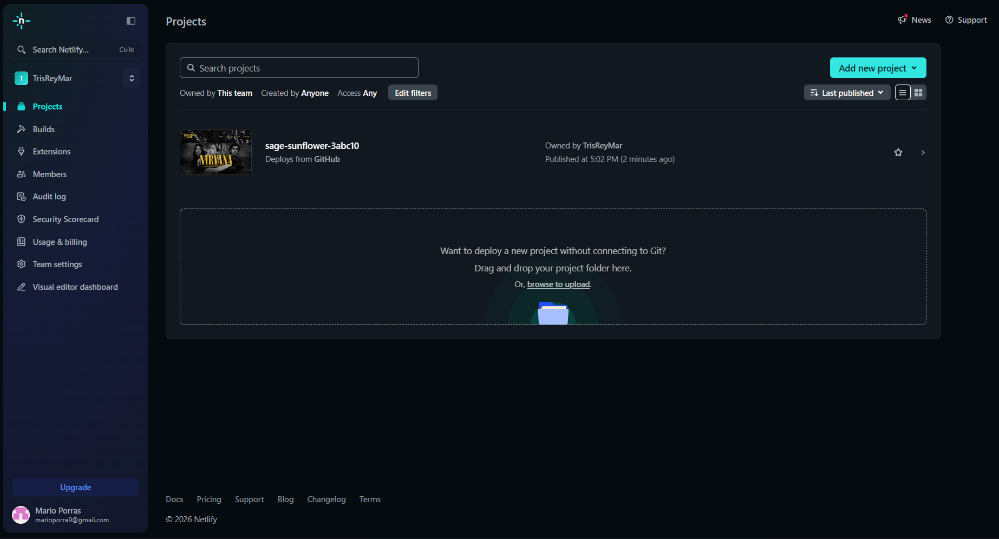 n
Search Netlify...
CtrlK
T
TrisReyMar
Projects
Builds
Extensions
Members
Audit log
Security Scorecard
Usage & billing
Team settings
Visual editor dashboard
Upgrade
Mario Porras
marioporra9@gmail.com
Projects
News
Support
Search projects
Add new project
Owned by This team
Created by Anyone
Access Any
Edit filters
Last published
NIRVANA
sage-sunflower-3abc10
Deploys from GitHub
Owned by TrisReyMar
Published at 5:02 PM (2 minutes ago)
Want to deploy a new project without connecting to Git?
Drag and drop your project folder here.
Or, browse to upload.
Docs
Pricing
Support
Blog
Changelog
Terms
© 2026 Netlify